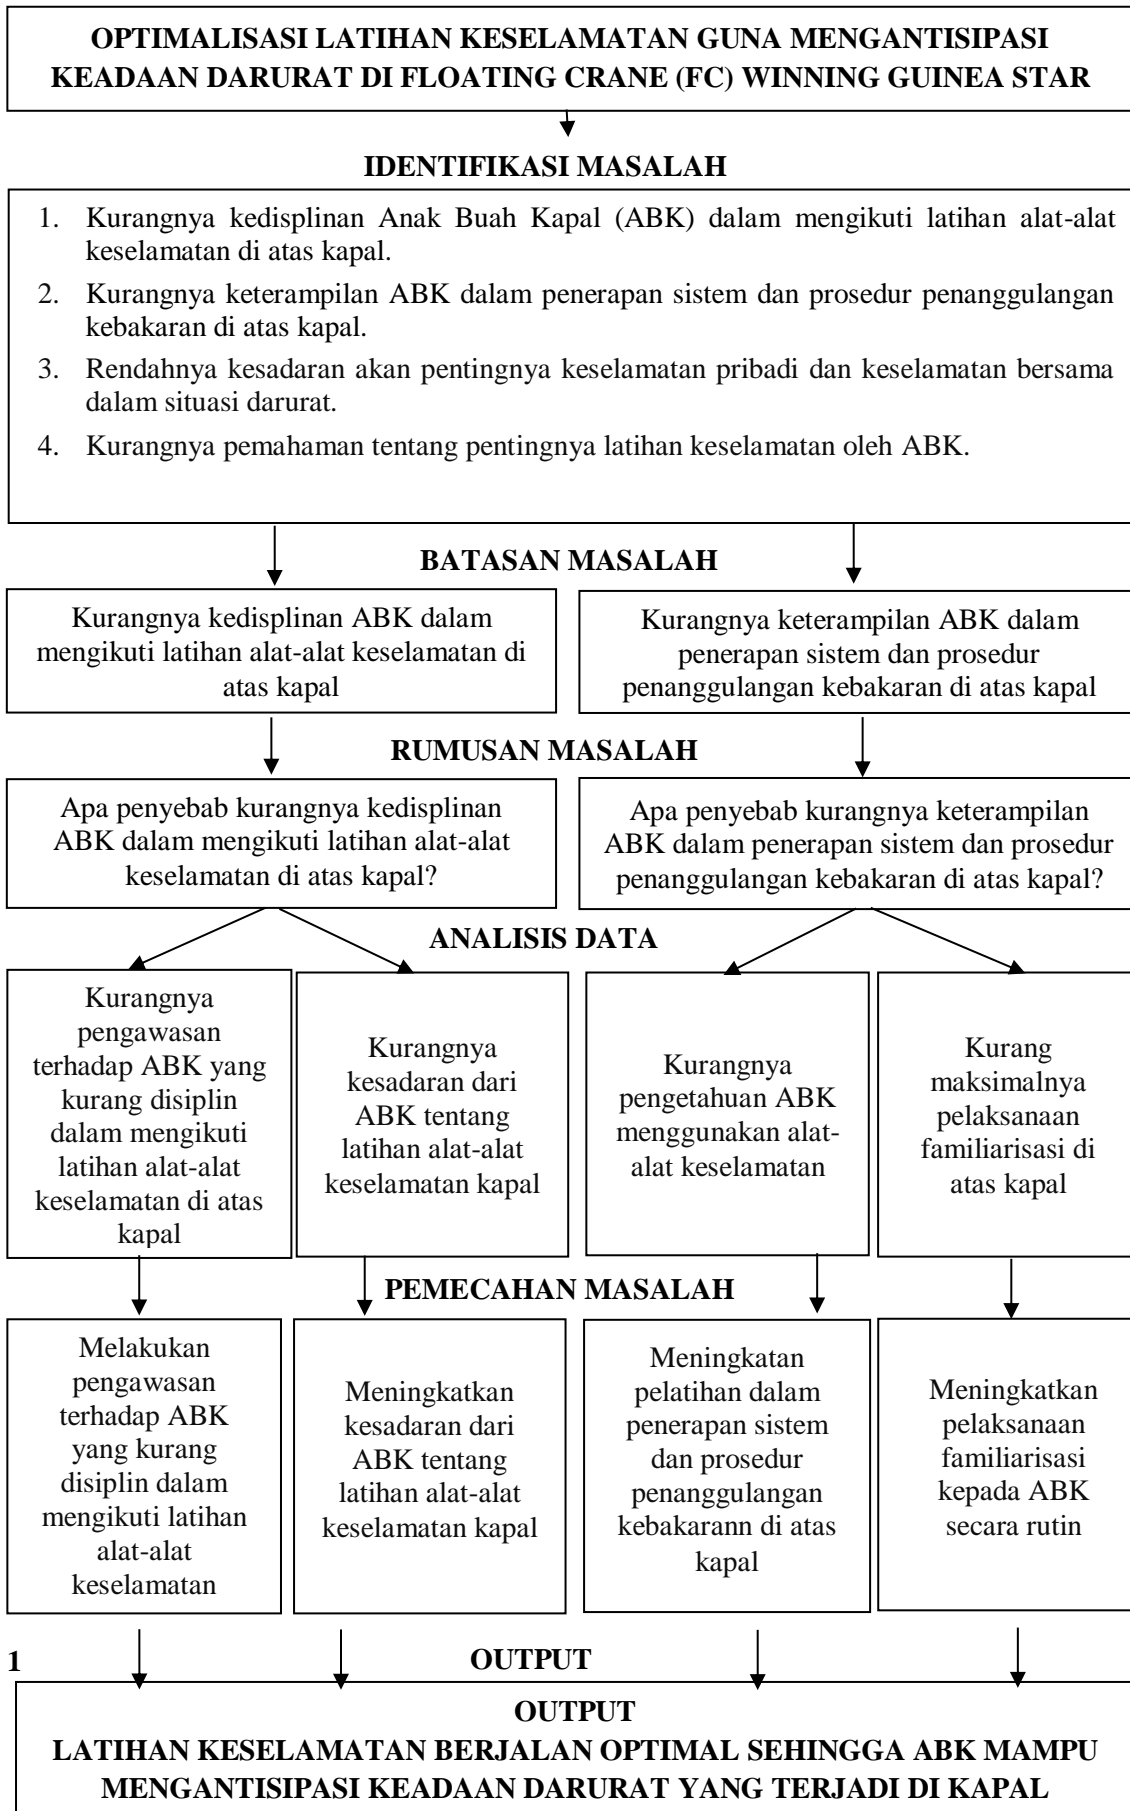 OPTIMALISASI LATIHAN KESELAMATAN GUNA MENGANTISIPASI
KEADAAN DARURAT DI FLOATING CRANE (FC) WINNING GUINEA STAR
IDENTIFIKASI MASALAH
1. Kurangnya kedisplinan Anak Buah Kapal (ABK) dalam mengikuti latihan alat-alat
keselamatan di atas kapal.
2. Kurangnya keterampilan ABK dalam penerapan sistem dan prosedur penanggulangan
kebakaran di atas kapal.
3. Rendahnya kesadaran akan pentingnya keselamatan pribadi dan keselamatan bersama
dalam situasi darurat.
4. Kurangnya pemahaman tentang pentingnya latihan keselamatan oleh ABK.
BATASAN MASALAH
Kurangnya kedisplinan ABK dalam
mengikuti latihan alat-alat keselamatan di
atas kapal
Kurangnya keterampilan ABK dalam
penerapan sistem dan prosedur
penanggulangan kebakaran di atas kapal
RUMUSAN MASALAH
Apa penyebab kurangnya kedisplinan
ABK dalam mengikuti latihan alat-alat
keselamatan di atas kapal?
Apa penyebab kurangnya keterampilan
ABK dalam penerapan sistem dan prosedur
penanggulangan kebakaran di atas kapal?
ANALISIS DATA
Kurangnya
pengawasan
terhadap ABK yang
kurang disiplin
dalam mengikuti
latihan alat-alat
keselamatan di atas
kapal
Kurangnya
kesadaran dari
ABK tentang
latihan alat-alat
keselamatan kapal
Kurangnya
pengetahuan ABK
menggunakan alat-
alat keselamatan
Kurang
maksimalnya
pelaksanaan
familiarisasi di
atas kapal
PEMECAHAN MASALAH
Melakukan
pengawasan
terhadap ABK
yang kurang
disiplin dalam
mengikuti latihan
alat-alat
keselamatan
Meningkatkan
kesadaran dari
ABK tentang
latihan alat-alat
keselamatan kapal
Meningkatan
pelatihan dalam
penerapan sistem
dan prosedur
penanggulangan
kebakarann di atas
kapal
Meningkatkan
pelaksanaan
familiarisasi
kepada ABK
secara rutin
1
OUTPUT
OUTPUT
LATIHAN KESELAMATAN BERJALAN OPTIMAL SEHINGGA ABK MAMPU
MENGANTISIPASI KEADAAN DARURAT YANG TERJADI DI KAPAL